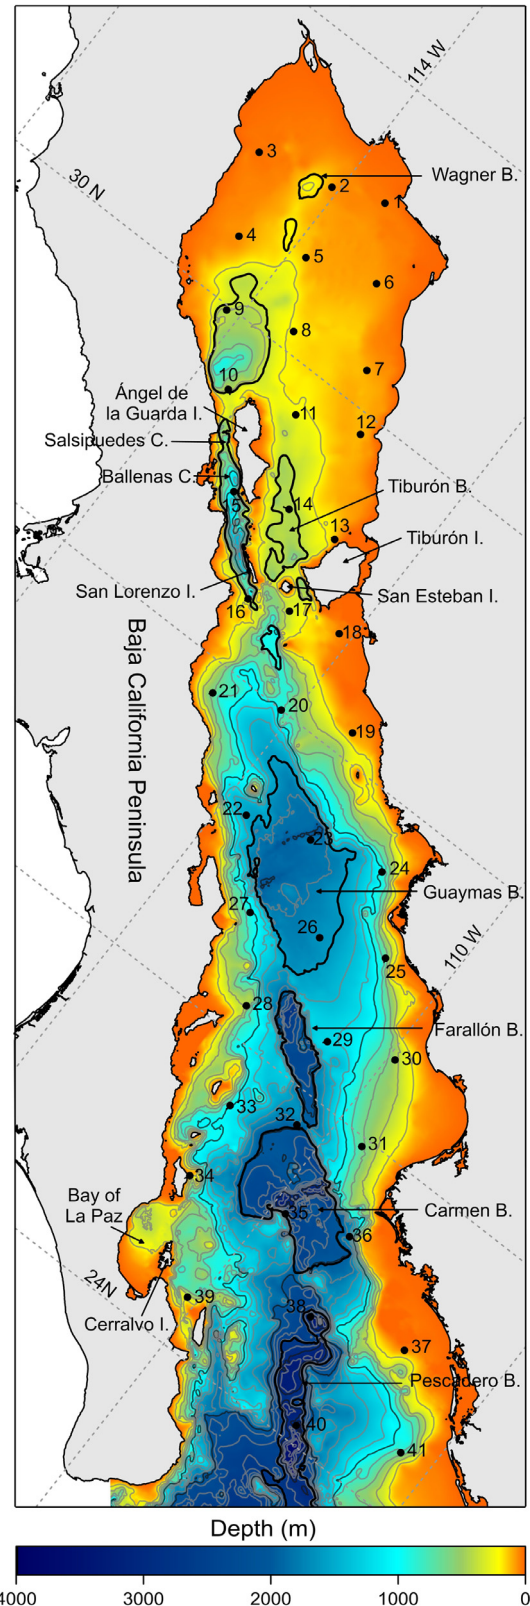 114 W
3
Wagner B.
2
1
30 N
4
5
6
9
8
7
10
Ángel de
la Guarda I.
11
12
Salsipuedes C.
Ballenas C.
Tiburón B.
15
14
13
Tiburón I.
San Lorenzo I.
San Esteban I.
16
17
18
Baja California Peninsula
21
20
19
22
23
24
Guaymas B.
27
26
110 W
25
28
Farallón B.
29
30
33
32
31
34
Bay of
La Paz
35
Carmen B.
36
24N
39
Cerralvo I.
38
37
Pescadero B.
40
41
Depth (m)
4000 3000 2000 1000 0